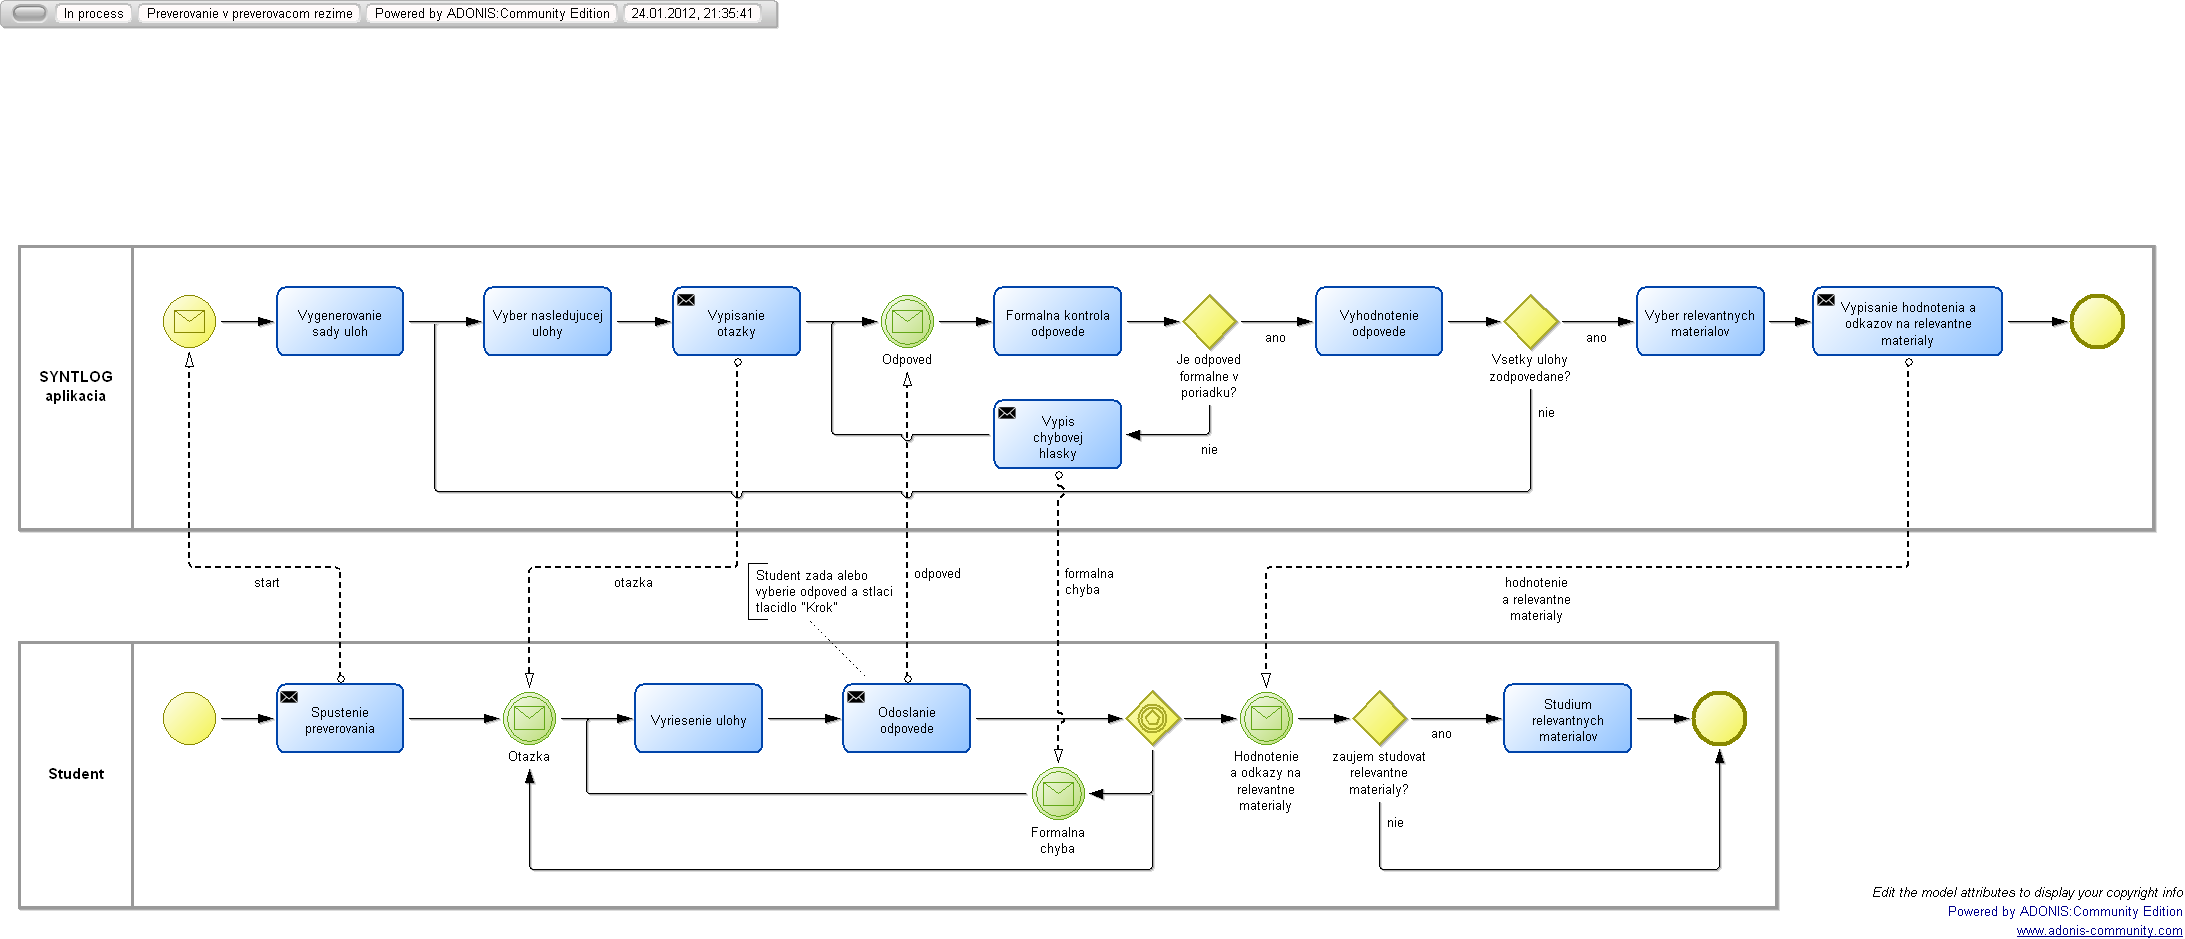 In process
Preverovanie v preverovacom rezime
Powered by ADONIS:Community Edition
24.01.2012, 21:35:41
SYNTLOG
aplikacia
Vygenerovanie
sady uloh
Vyber nasledujucej
ulohy
Vypisanie
otazky
Odpoved
Formalna kontrola
odpovede
Je odpoved
formalne v
poriadku?
ano
nie
Vypis
chybovej
hlasky
Vyhodnotenie
odpovede
Vsetky ulohy
zodpovedane?
ano
nie
Vyber relevantnych
materialov
Vypisanie hodnotenia a
odkazov na relevantne
materialy
start
otazka
Student zada alebo
vyberie odpoved a stlaci
tlacidlo "Krok"
odpoved
formalna
chyba
hodnotenie
a relevantne
materialy
Student
Spustenie
preverovania
Otazka
Vyriesenie ulohy
Odoslanie
odpovede
Formalna
chyba
Hodnotenie
a odkazy na
relevantne
materialy
zaujem studovat
relevantne
materialy?
ano
nie
Studium
relevantnych
materialov
Edit the model attributes to display your copyright info
Powered by ADONIS:Community Edition
www.adonis-community.com